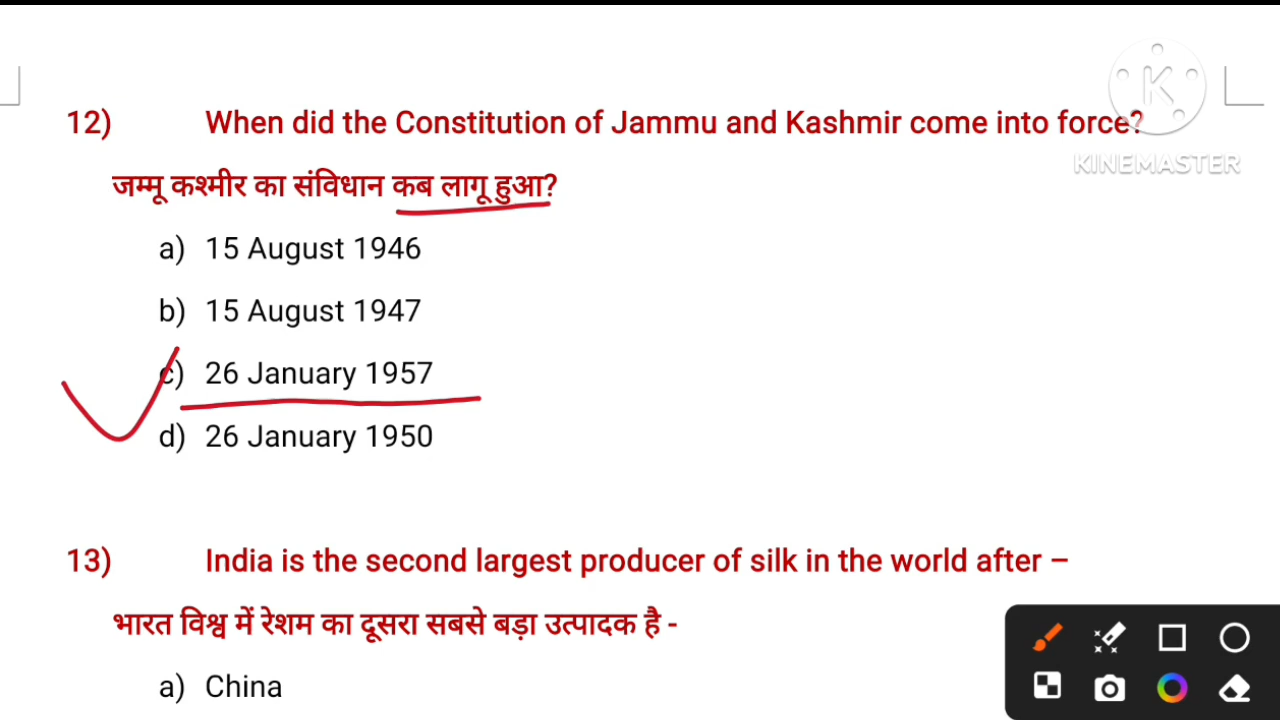 12) When did the Constitution of Jammu and Kashmir come into force?
KINEMASTER
जम्मू कश्मीर का संविधान कब लागू हुआ?
a) 15 August 1946
b) 15 August 1947
c) 26 January 1957
d) 26 January 1950
13) India is the second largest producer of silk in the world after –
भारत विश्व में रेशम का दूसरा सबसे बड़ा उत्पादक है -
a) China